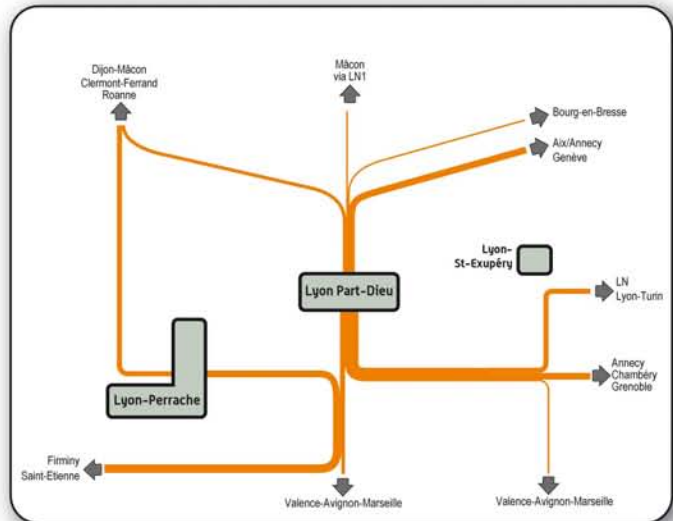 Dijon-Mâcon
Clermont-Ferrand
Roanne
Mâcon
via LN1
Bourg-en-Bresse
Aix/Annecy
Genève
Lyon-
St-Exupéry
Lyon Part-Dieu
LN
Lyon-Turin
Annecy
Chambéry
Grenoble
Lyon-Perrache
Firminy
Saint-Etienne
Valence-Avignon-Marseille
Valence-Avignon-Marseille